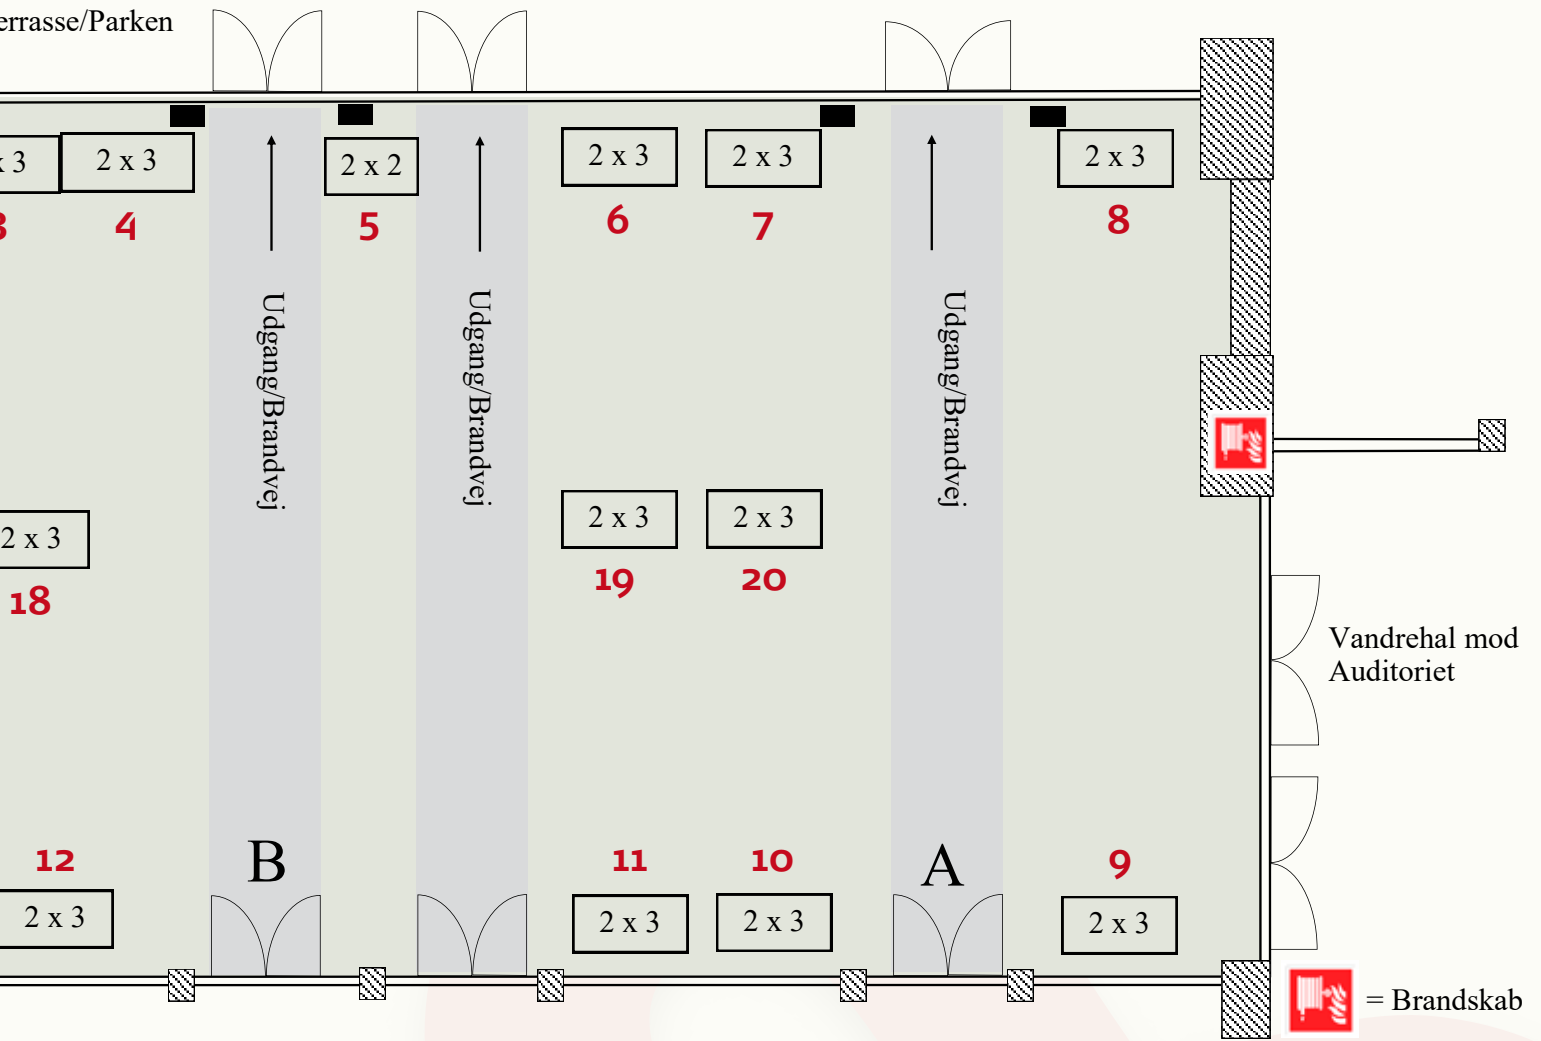 errasse/Parken
x 3
2 x 3
2 x 2
2 x 3
2 x 3
2 x 3
3
4
5
6
7
8
Udgang/Brandvej
Udgang/Brandvej
Udgang/Brandvej
2 x 3
2 x 3
2 x 3
18
19
20
Vandrehal mod
Auditoriet
12
B
11
10
A
9
2 x 3
2 x 3
2 x 3
2 x 3
= Brandskab